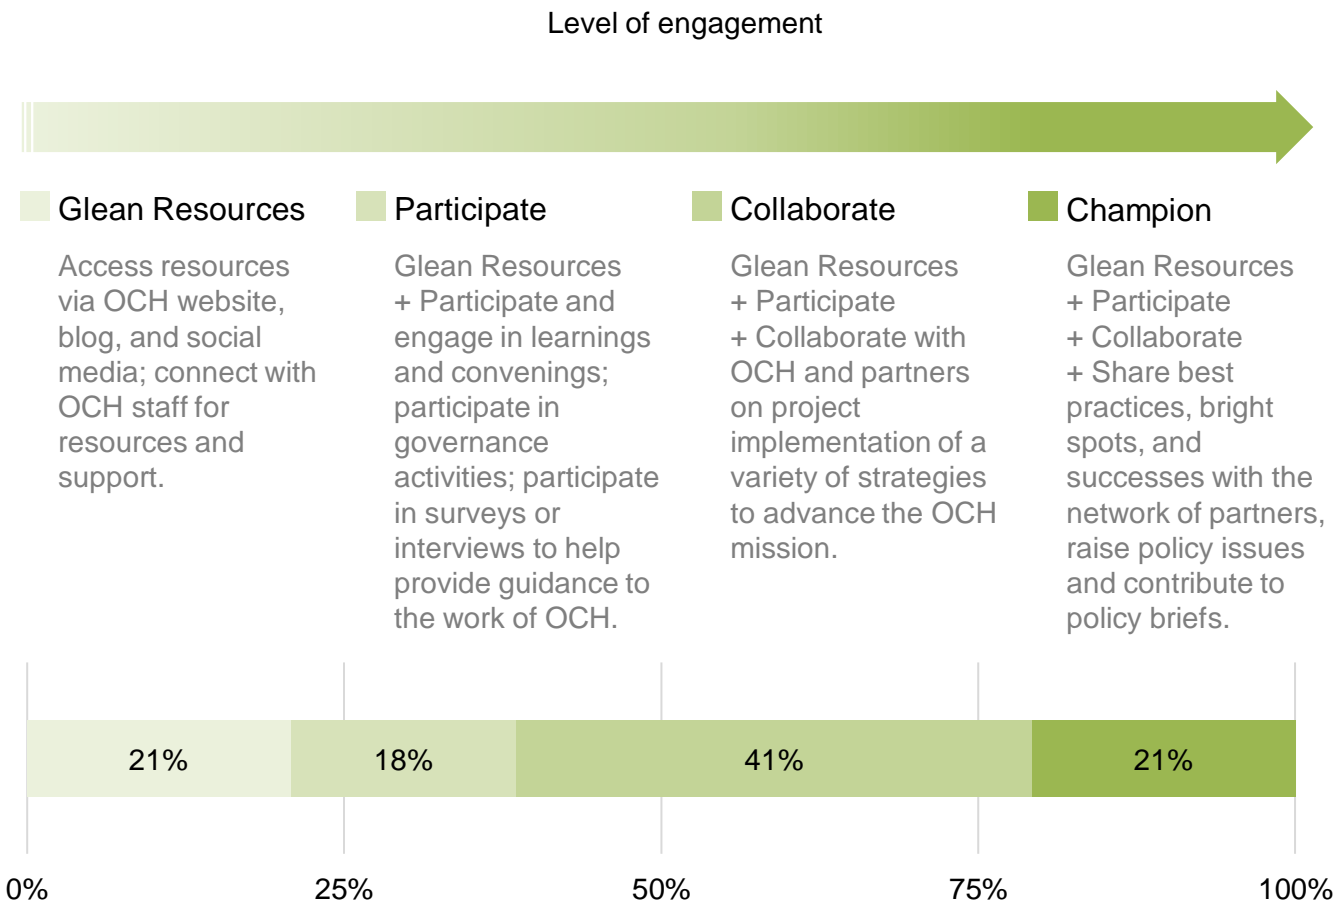 Level of engagement
Glean Resources
Access resources
via OCH website,
blog, and social
media; connect with
OCH staff for
resources and
support.
Participate
Glean Resources
+ Participate and
engage in learnings
and convenings;
participate in
governance
activities; participate
in surveys or
interviews to help
provide guidance to
the work of OCH.
Collaborate
Glean Resources
+ Participate
+ Collaborate with
OCH and partners
on project
implementation of a
variety of strategies
to advance the OCH
mission.
Champion
Glean Resources
+ Participate
+ Collaborate
+ Share best
practices, bright
spots, and
successes with the
network of partners,
raise policy issues
and contribute to
policy briefs.
21% 18% 41% 21%
0% 25% 50% 75% 100%